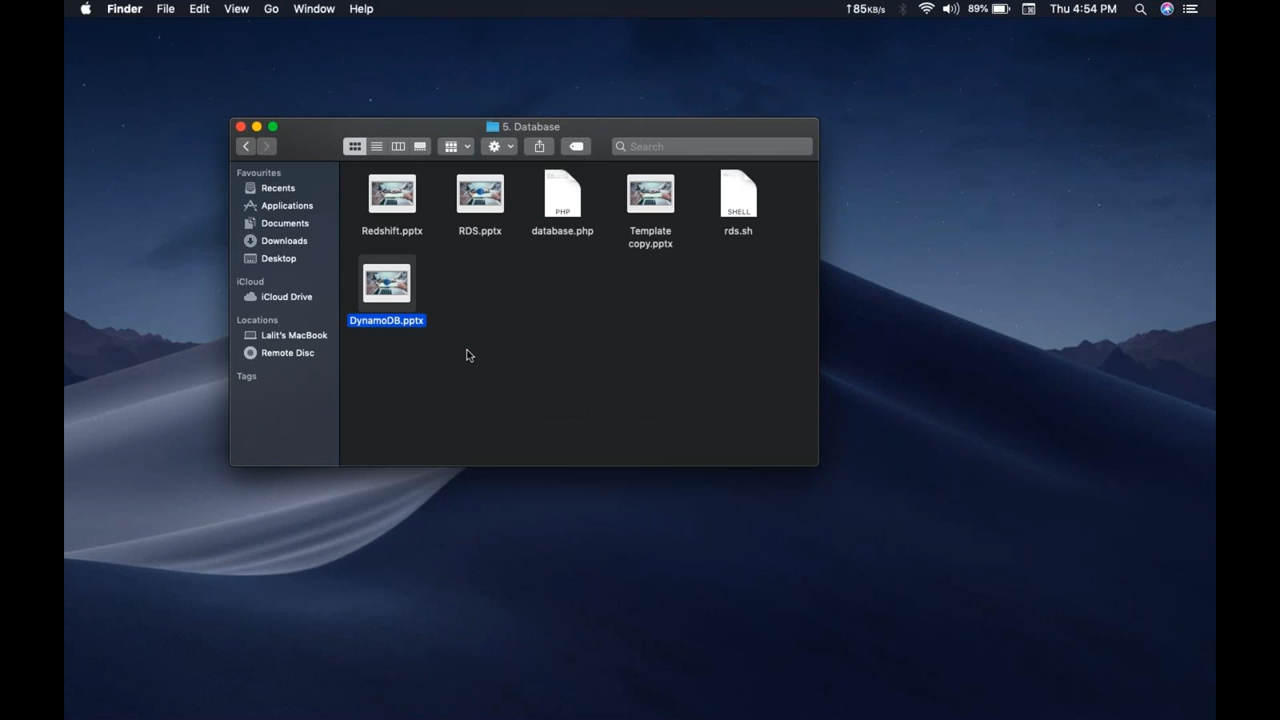 Finder File Edit View Go Window Help ↑85KB/s 89% Thu 4:54 PM
5. Database
Search
Favourites
Recents
Applications
Documents
Downloads
Desktop
iCloud
iCloud Drive
Locations
Lalit's MacBook
Remote Disc
Tags
Redshift.pptx
RDS.pptx
PHP
database.php
Template
copy.pptx
SHELL
rds.sh
DynamoDB.pptx